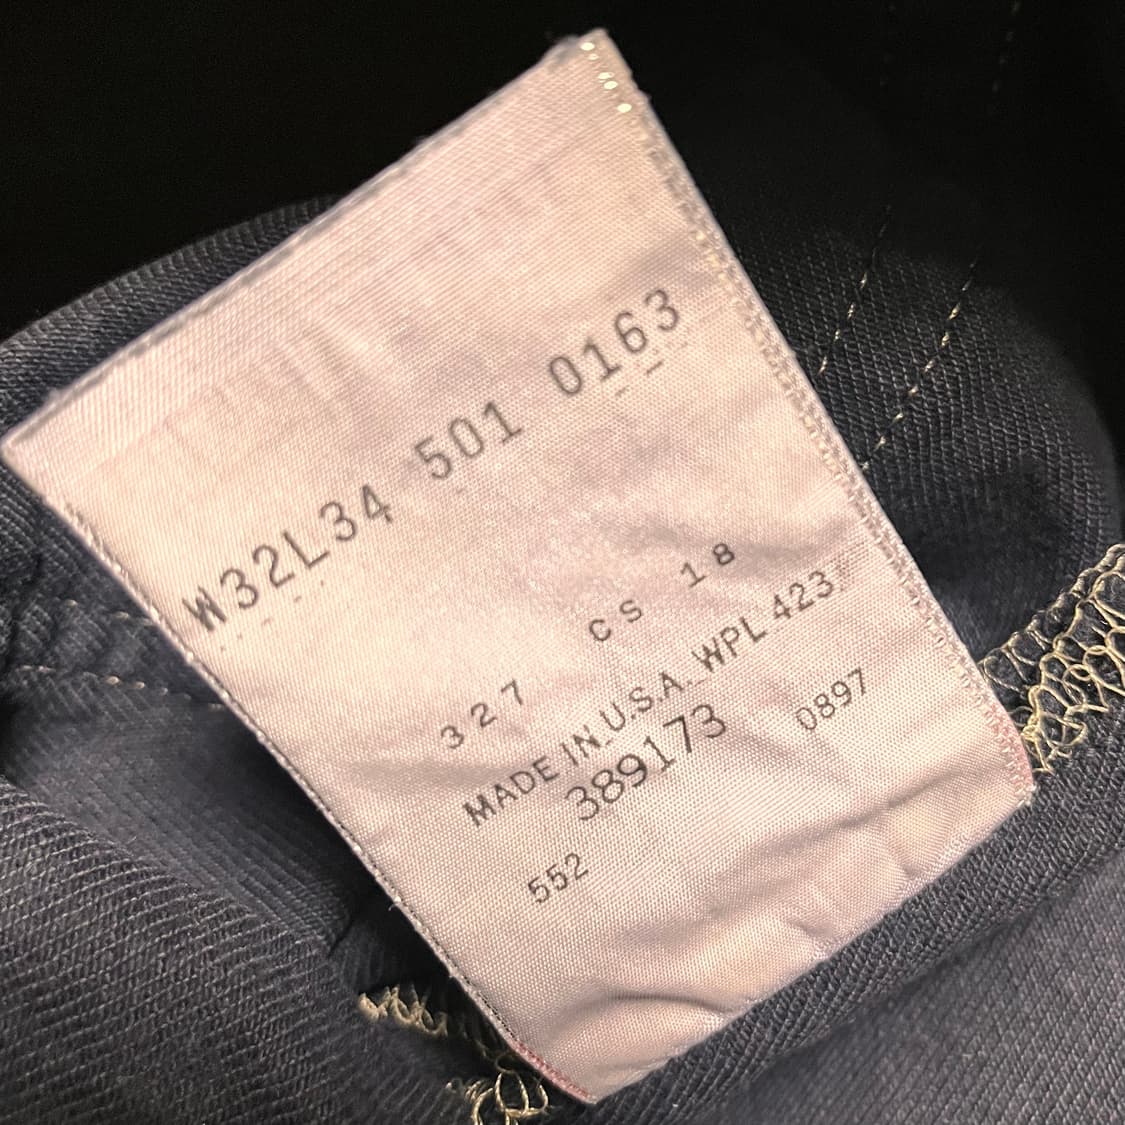 W32L34 501 0163
327 CS 18
MADE IN U.S.A. WPL 423
389173 0897
552